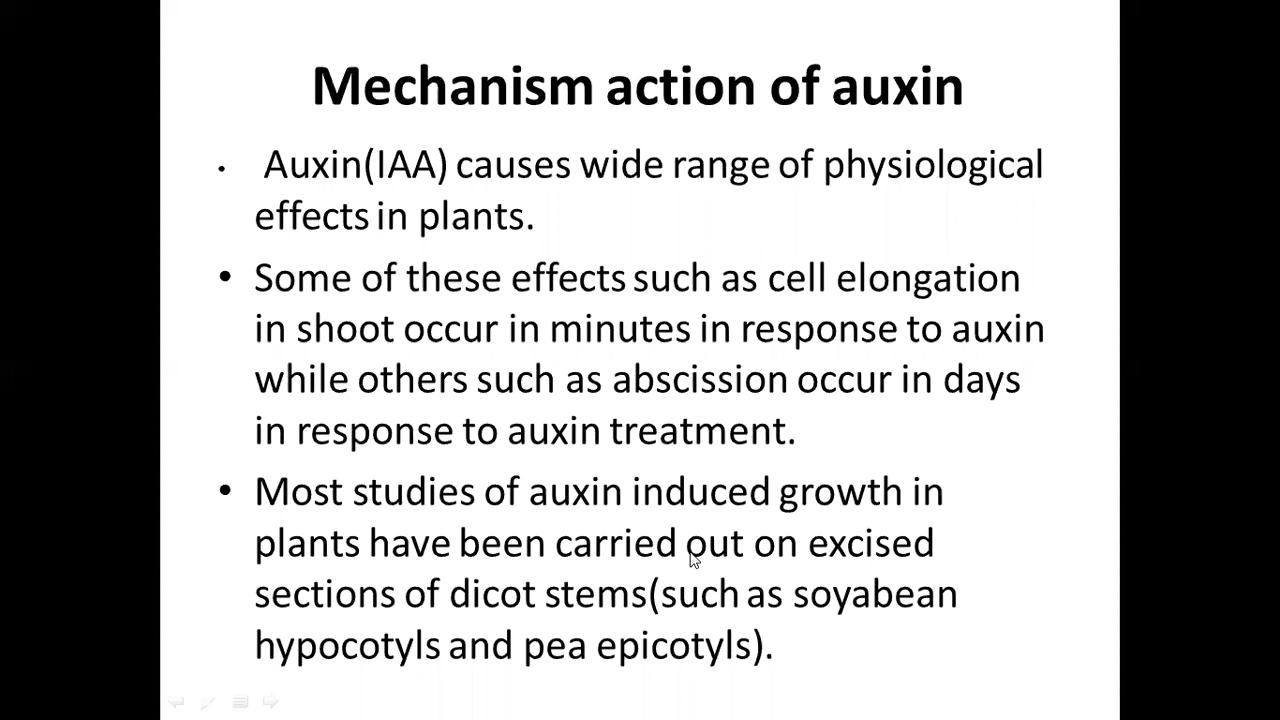 Mechanism action of auxin
• Auxin(IAA) causes wide range of physiological
effects in plants.
• Some of these effects such as cell elongation
in shoot occur in minutes in response to auxin
while others such as abscission occur in days
in response to auxin treatment.
• Most studies of auxin induced growth in
plants have been carried out on excised
sections of dicot stems(such as soyabean
hypocotyls and pea epicotyls).